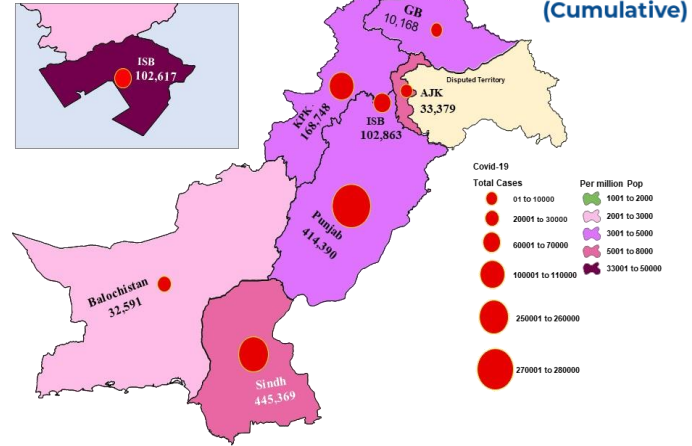 (Cumulative)
ISB
102,617
GB
10,168
Disputed Territory
AJK
33,379
KPK
168,748
ISB
102,863
Punjab
414,390
Balochistan
32,591
Sindh
445,369
Covid-19
Total Cases
01 to 10000
20001 to 30000
60001 to 70000
100001 to 110000
250001 to 260000
270001 to 280000
Per million Pop
1001 to 2000
2001 to 3000
3001 to 5000
5001 to 8000
33001 to 50000